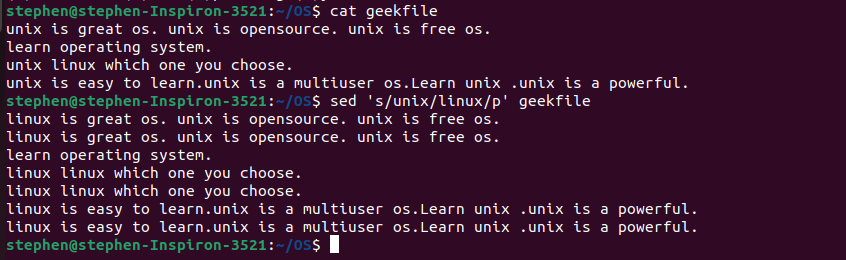 stephen@stephen-Inspiron-3521:~/OS$ cat geekfile
unix is great os. unix is opensource. unix is free os.
learn operating system.
unix linux which one you choose.
unix is easy to learn.unix is a multiuser os.Learn unix .unix is a powerful.
stephen@stephen-Inspiron-3521:~/OS$ sed 's/unix/linux/p' geekfile
linux is great os. unix is opensource. unix is free os.
linux is great os. unix is opensource. unix is free os.
learn operating system.
linux linux which one you choose.
linux linux which one you choose.
linux is easy to learn.unix is a multiuser os.Learn unix .unix is a powerful.
linux is easy to learn.unix is a multiuser os.Learn unix .unix is a powerful.
stephen@stephen-Inspiron-3521:~/OS$